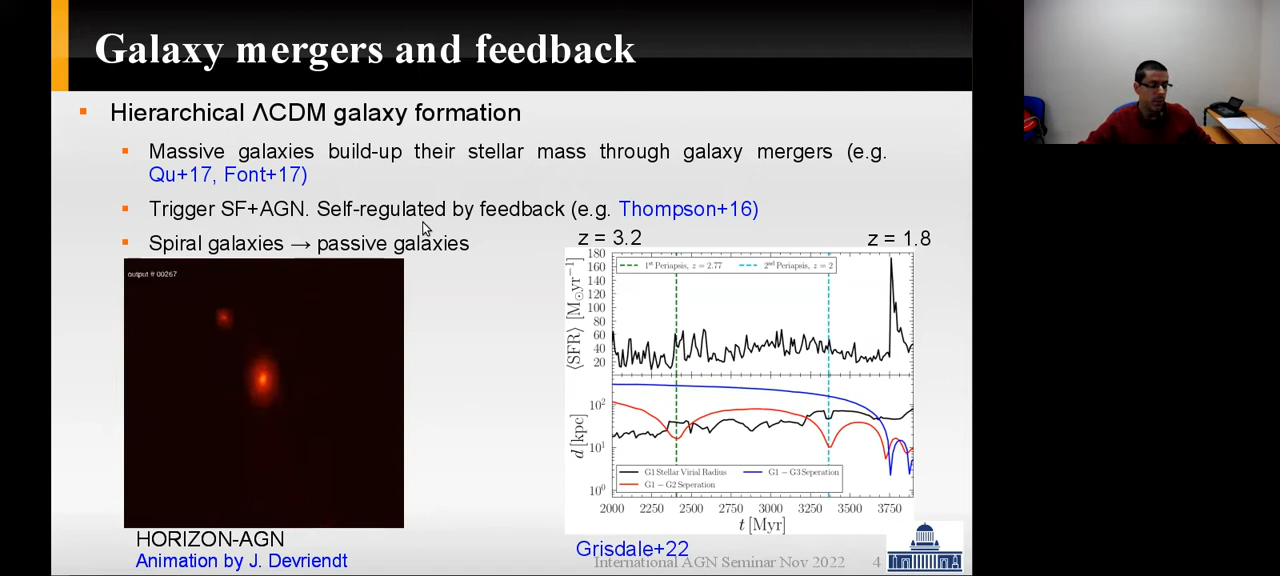 Galaxy mergers and feedback
Hierarchical ΛCDM galaxy formation
Massive galaxies build-up their stellar mass through galaxy mergers (e.g.
Qu+17, Font+17)
Trigger SF+AGN. Self-regulated by feedback (e.g. Thompson+16)
Spiral galaxies → passive galaxies
output # 00267
HORIZON-AGN
Animation by J. Devriendt
z = 3.2
z = 1.8
1st Periapsis, z = 2.77
2nd Periapsis, z = 2
⟨SFR⟩ [M⊙yr⁻¹]
180
160
140
120
100
80
60
40
20
d [kpc]
10²
10¹
10⁰
G1 Stellar Virial Radius
G1 − G2 Seperation
G1 − G3 Seperation
2000 2250 2500 2750 3000 3250 3500 3750
t [Myr]
Grisdale+22
International AGN Seminar Nov 2022 4